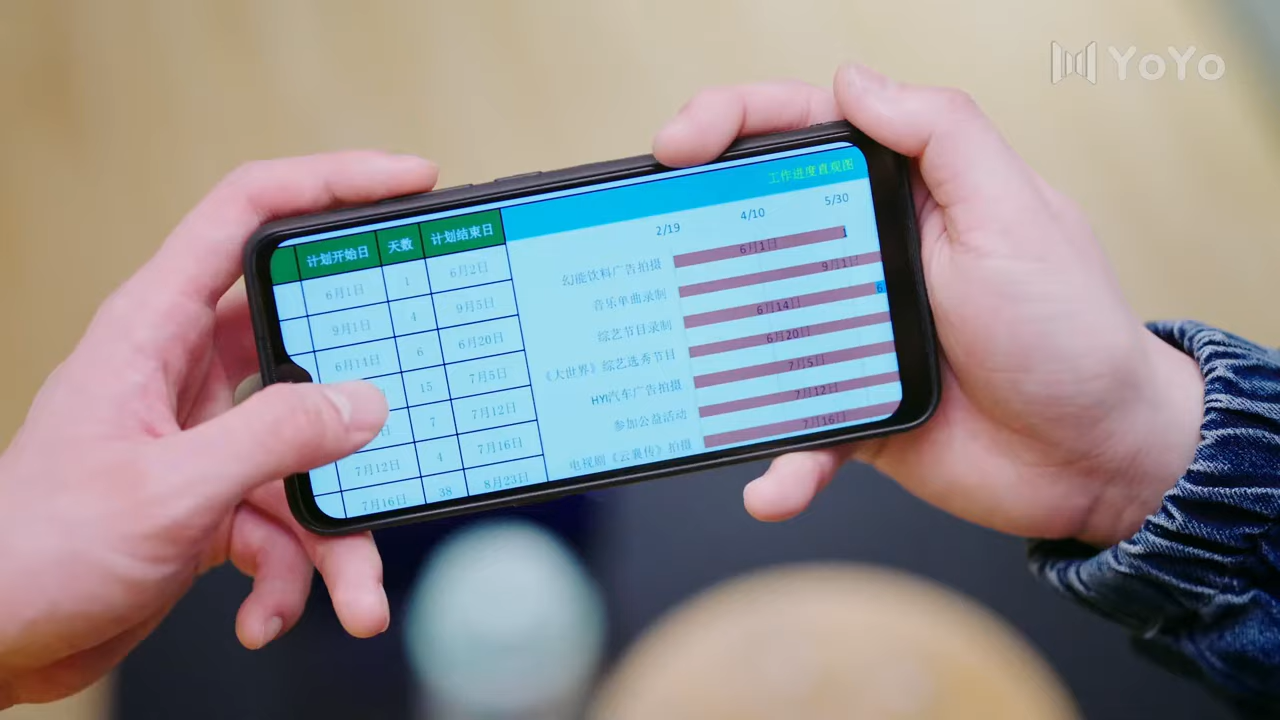 YoYo
工作进度直观图
计划开始日 天数 计划结束日
2/19 4/10 5/30
6月1日 1 6月2日
幻能饮料广告拍摄 6月1日
9月1日 4 9月5日
音乐单曲录制 9月1日
6月14日 6 6月20日
综艺节目录制 6月14日 6
15 7月5日
《大世界》综艺选秀节目 6月20日
7 7月12日
HYI汽车广告拍摄 7月5日
7月12日 4 7月16日
参加公益活动 7月12日
7月16日 38 8月23日
电视剧《云襄传》拍摄 7月16日